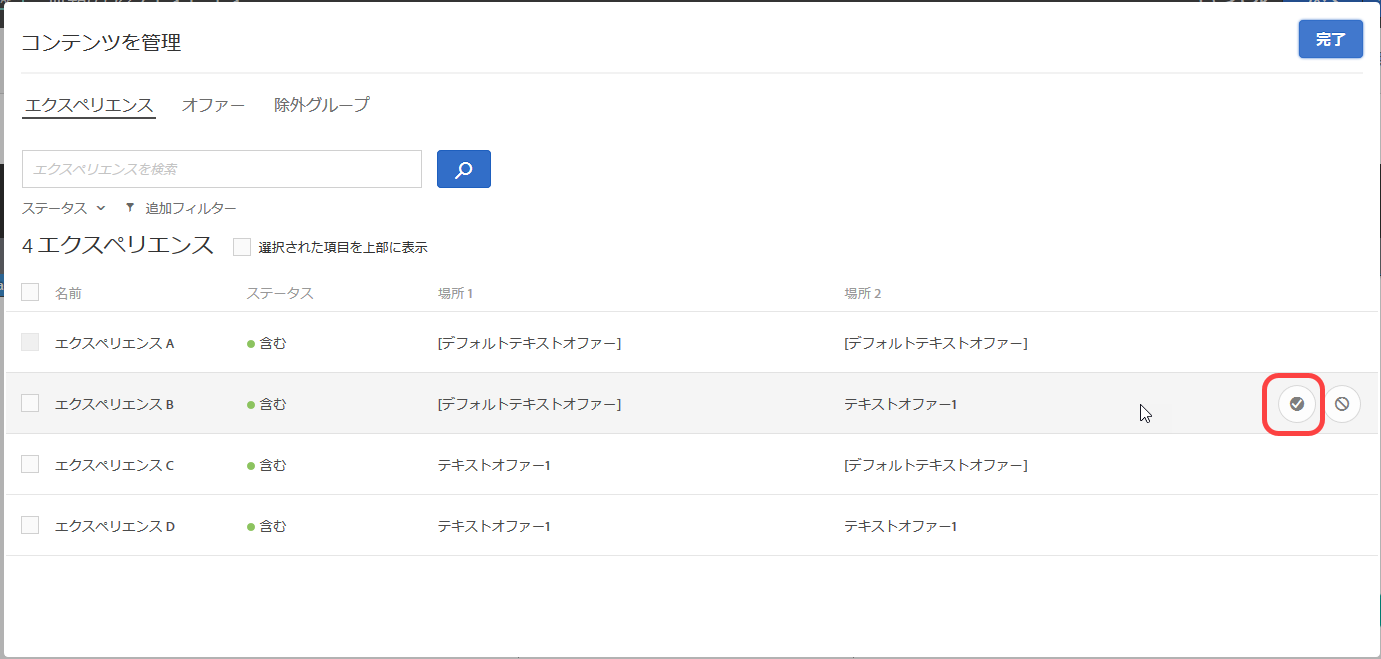 コンテンツを管理
完了
エクスペリエンス オファー 除外グループ
エクスペリエンスを検索
ステータス 追加フィルター
4 エクスペリエンス 選択された項目を上部に表示
名前 ステータス 場所 1 場所 2
エクスペリエンス A 含む [デフォルトテキストオファー] [デフォルトテキストオファー]
エクスペリエンス B 含む [デフォルトテキストオファー] テキストオファー1
エクスペリエンス C 含む テキストオファー1 [デフォルトテキストオファー]
エクスペリエンス D 含む テキストオファー1 テキストオファー1